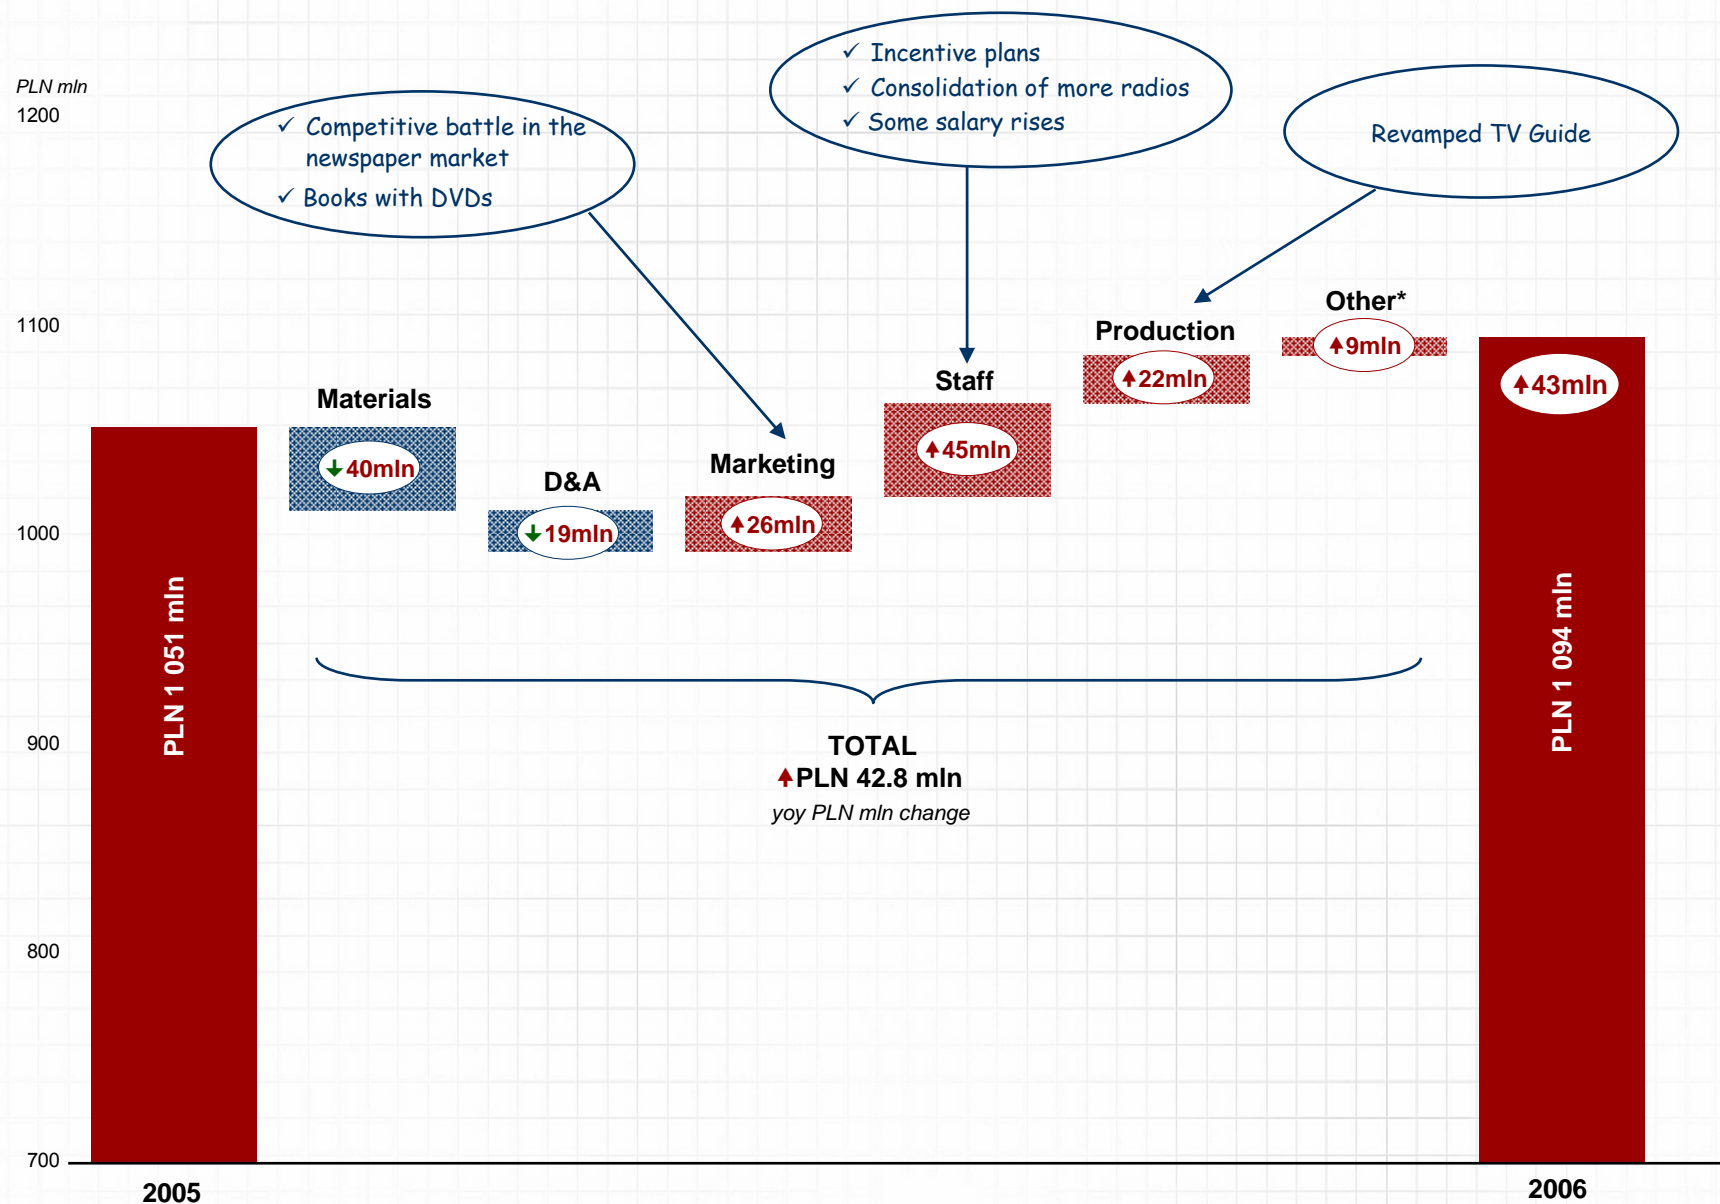 PLN mln
1200
1100
1000
900
800
700
✓ Competitive battle in the
newspaper market
✓ Books with DVDs
✓ Incentive plans
✓ Consolidation of more radios
✓ Some salary rises
Revamped TV Guide
Materials
↓40mln
D&A
↓19mln
Marketing
↑26mln
Staff
↑45mln
Production
↑22mln
Other*
↑9mln
↑43mln
PLN 1 051 mln
PLN 1 094 mln
TOTAL
↑PLN 42.8 mln
yoy PLN mln change
2005
2006